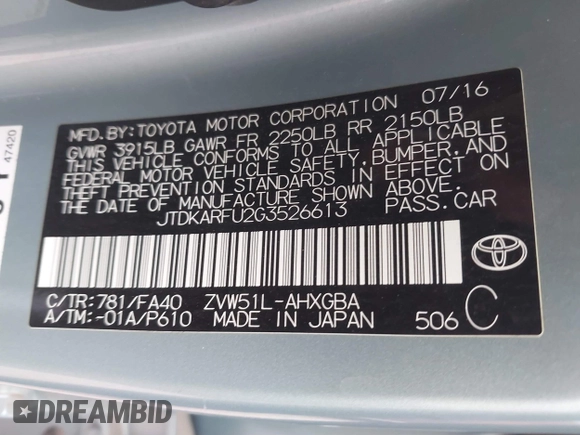 MFD.BY:TOYOTA MOTOR CORPORATION 07/16
GVWR 3915LB GAWR FR 2250LB RR 2150LB
THIS VEHICLE CONFORMS TO ALL APPLICABLE
FEDERAL MOTOR VEHICLE SAFETY, BUMPER, AND
THEFT PREVENTION STANDARDS IN EFFECT ON
THE DATE OF MANUFACTURE SHOWN ABOVE.
JTDKARFU2G3526613 PASS.CAR
C/TR:781/FA40 ZVW51L-AHXGBA
A/TM:-01A/P610 MADE IN JAPAN 506 C
47420
DREAMBID